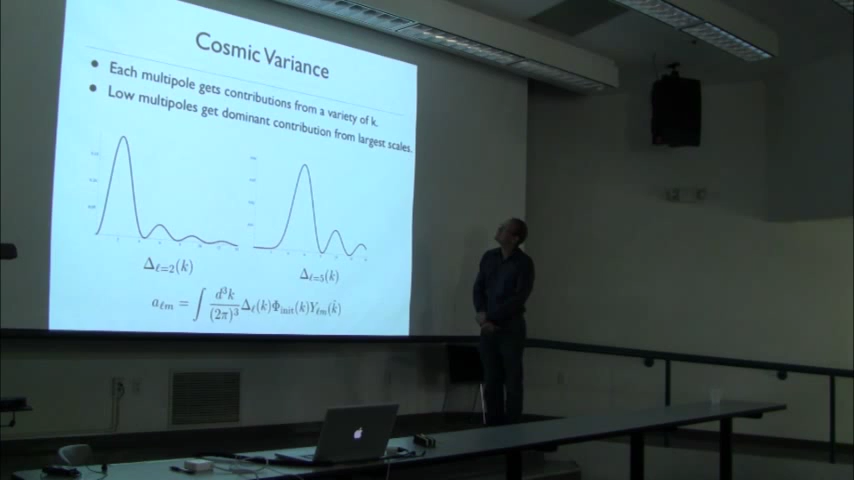 Cosmic Variance
• Each multipole gets contributions from a variety of k.
• Low multipoles get dominant contribution from largest scales.
Δℓ=2(k)
Δℓ=5(k)
aℓm = ∫ d³k/(2π)³ Δℓ(k)Φinit(k)Yℓm(k̂)